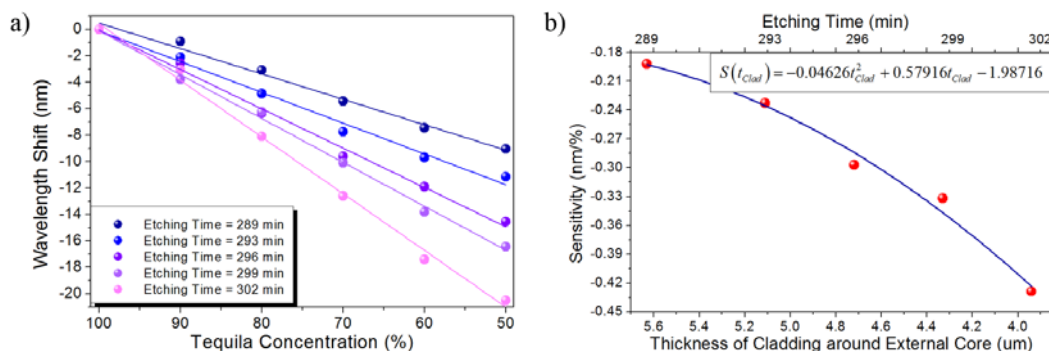 a)
Wavelength Shift (nm)
0
-2
-4
-6
-8
-10
-12
-14
-16
-18
-20
Etching Time = 289 min
Etching Time = 293 min
Etching Time = 296 min
Etching Time = 299 min
Etching Time = 302 min
100 90 80 70 60 50
Tequila Concentration (%)
b)
Etching Time (min)
289 293 296 299 302
Sensitivity (nm/%)
-0.18
-0.21
-0.24
-0.27
-0.30
-0.33
-0.36
-0.39
-0.42
-0.45
S(t_Clad) = -0.04626t²_Clad + 0.57916t_Clad - 1.98716
5.6 5.2 5.0 4.8 4.6 4.4 4.2 4.0
Thickness of Cladding around External Core (um)